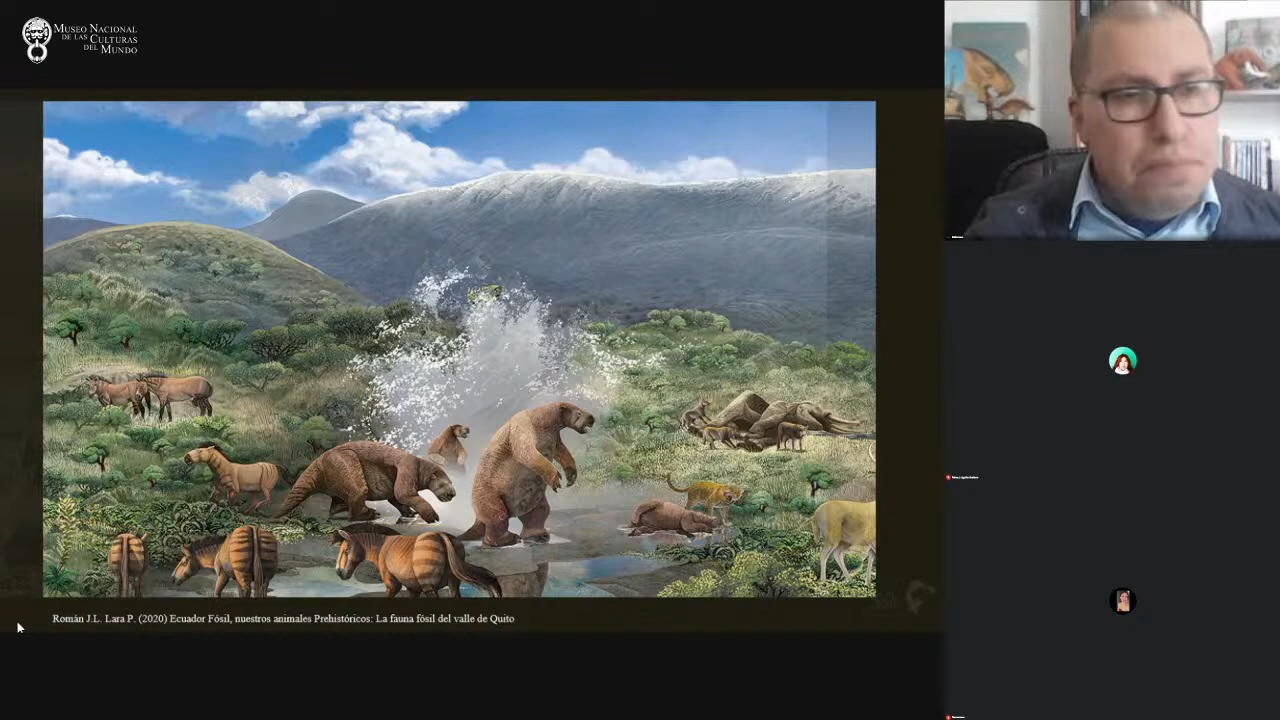 MUSEO NACIONAL
DE LAS CULTURAS
DEL MUNDO
Román J.L. Lara P. (2020) Ecuador Fósil, nuestros animales Prehistóricos: La fauna fósil del valle de Quito